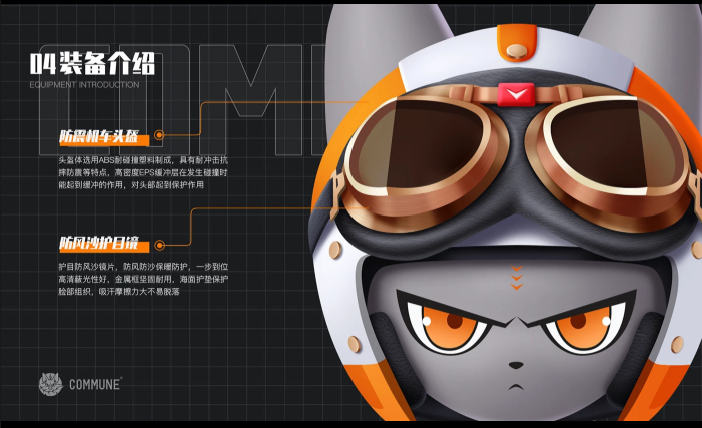 04装备介绍
EQUIPMENT INTRODUCTION
防震机车头盔
头盔体选用ABS耐碰撞塑料制成，具有耐冲击抗
摔防震等特点，高密度EPS缓冲层在发生碰撞时
能起到缓冲的作用，对头部起到保护作用
防风沙护目镜
护目防风沙镜片，防风防沙保暖防护，一步到位
高清蔽光性好，金属框坚固耐用，海面护垫保护
脸部组织，吸汗摩擦力大不易脱落
COMMUNE